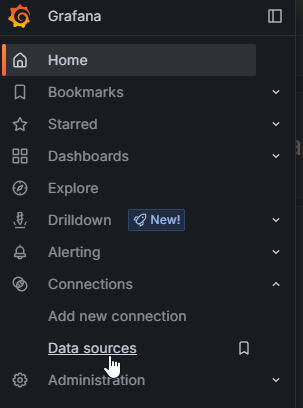 Grafana
Home
Bookmarks
Starred
Dashboards
Explore
Drilldown New!
Alerting
Connections
Add new connection
Data sources
Administration